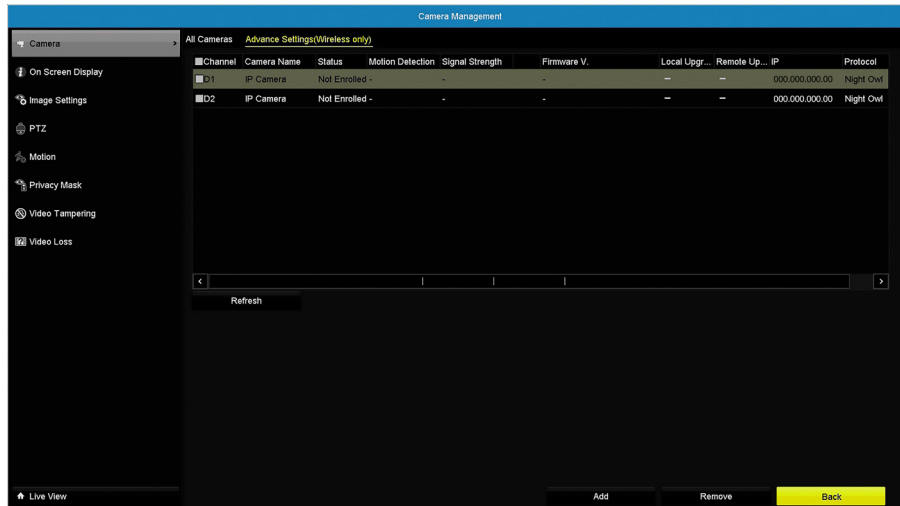 Camera Management
Camera
On Screen Display
Image Settings
PTZ
Motion
Privacy Mask
Video Tampering
Video Loss
Live View
All Cameras Advance Settings(Wireless only)
Channel Camera Name Status Motion Detection Signal Strength Firmware V. Local Upgr... Remote Up... IP Protocol
D1 IP Camera Not Enrolled - - - - - 000.000.000.00 Night Owl
D2 IP Camera Not Enrolled - - - - - 000.000.000.00 Night Owl
Refresh
Add Remove Back